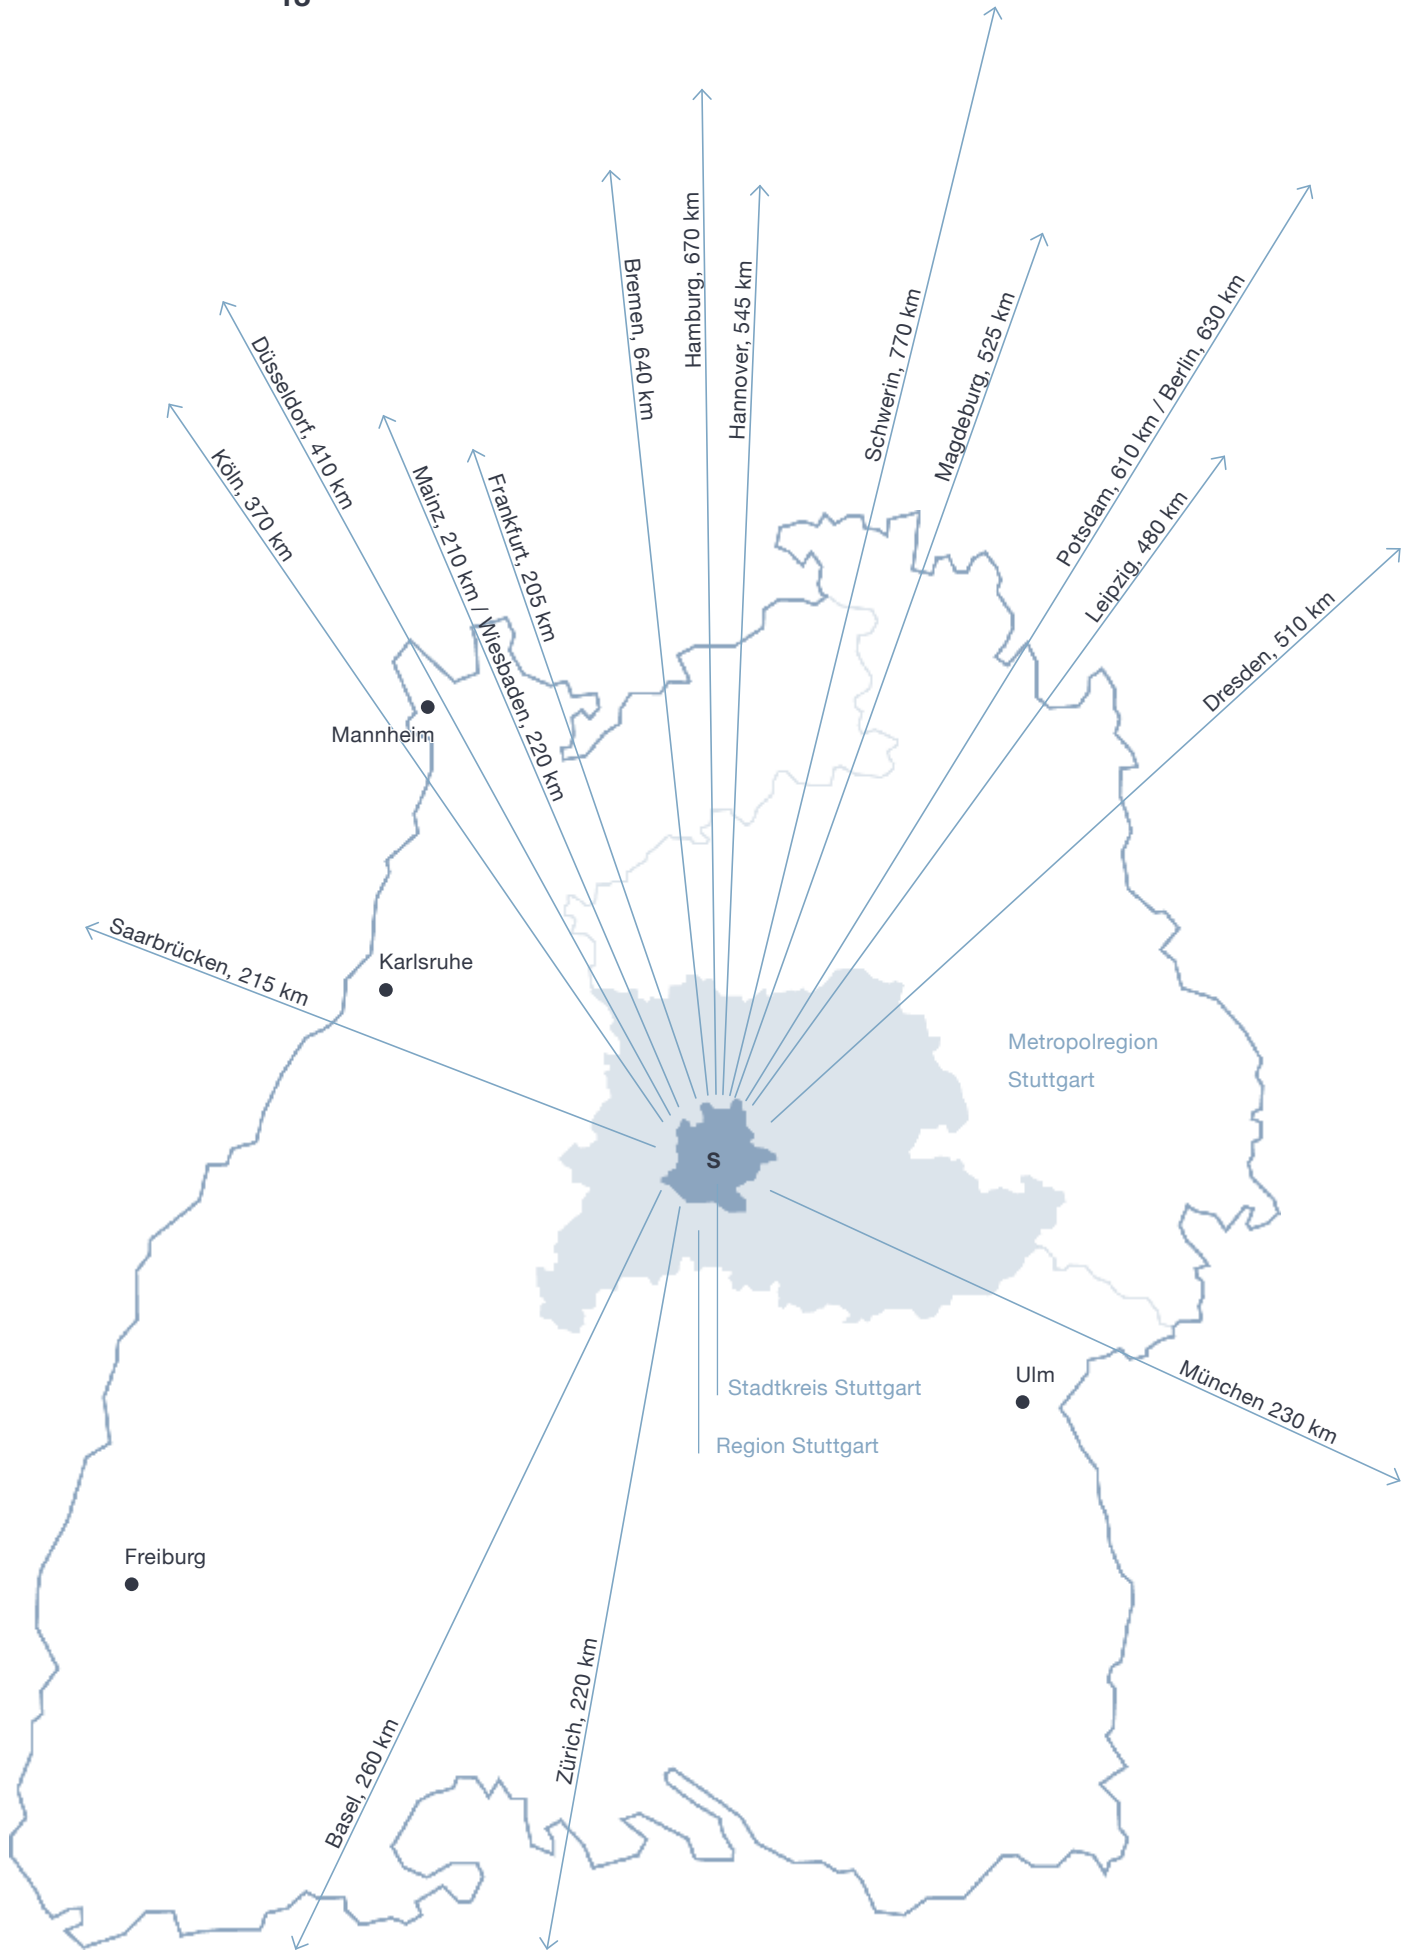 Schwerin, 770 km
Hamburg, 670 km
Bremen, 640 km
Hannover, 545 km
Magdeburg, 525 km
Potsdam, 610 km / Berlin, 630 km
Düsseldorf, 410 km
Köln, 370 km
Mainz, 210 km / Wiesbaden, 220 km
Frankfurt, 205 km
Leipzig, 480 km
Dresden, 510 km
Mannheim
Saarbrücken, 215 km
Karlsruhe
Metropolregion
Stuttgart
S
Stadtkreis Stuttgart
Region Stuttgart
Ulm
München 230 km
Freiburg
Basel, 260 km
Zürich, 220 km